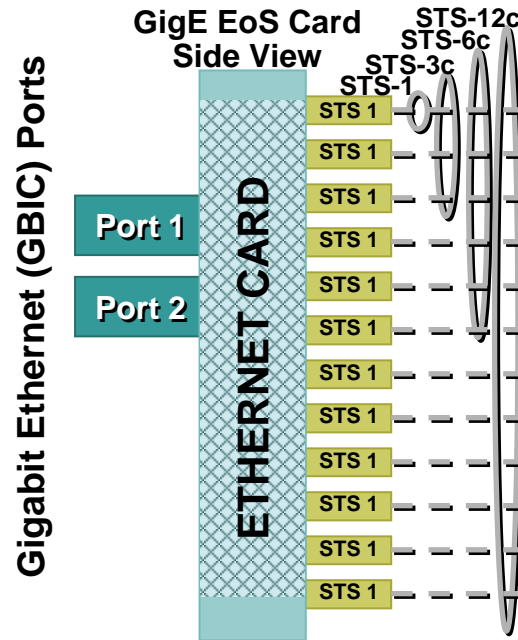 GigE EoS Card
Side View
STS-12c
STS-6c
STS-3c
STS-1
Gigabit Ethernet (GBIC) Ports
Port 1
Port 2
ETHERNET CARD
STS 1
STS 1
STS 1
STS 1
STS 1
STS 1
STS 1
STS 1
STS 1
STS 1
STS 1
STS 1